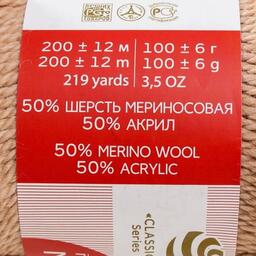 200 ± 12 м 100 ± 6 г
200 ± 12 m 100 ± 6 g
219 yards 3,5 OZ
50% ШЕРСТЬ МЕРИНОСОВАЯ
50% АКРИЛ
50% MERINO WOOL
50% ACRYLIC
«CLASSIC
Series